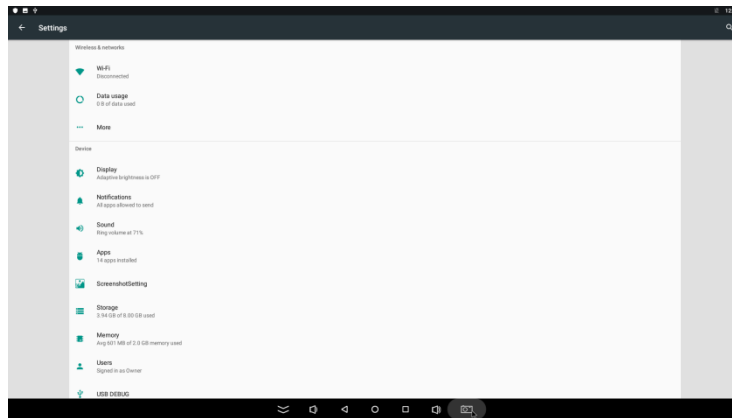 Settings
Wireless & networks
Wi-Fi
Disconnected
Data usage
0 B of data used
More
Device
Display
Adaptive brightness is OFF
Notifications
All apps allowed to send
Sound
Ring volume at 71%
Apps
14 apps installed
ScreenshotSetting
Storage
3.94 GB of 8.00 GB used
Memory
Avg 601 MB of 2.0 GB memory used
Users
Signed in as Owner
USB DEBUG